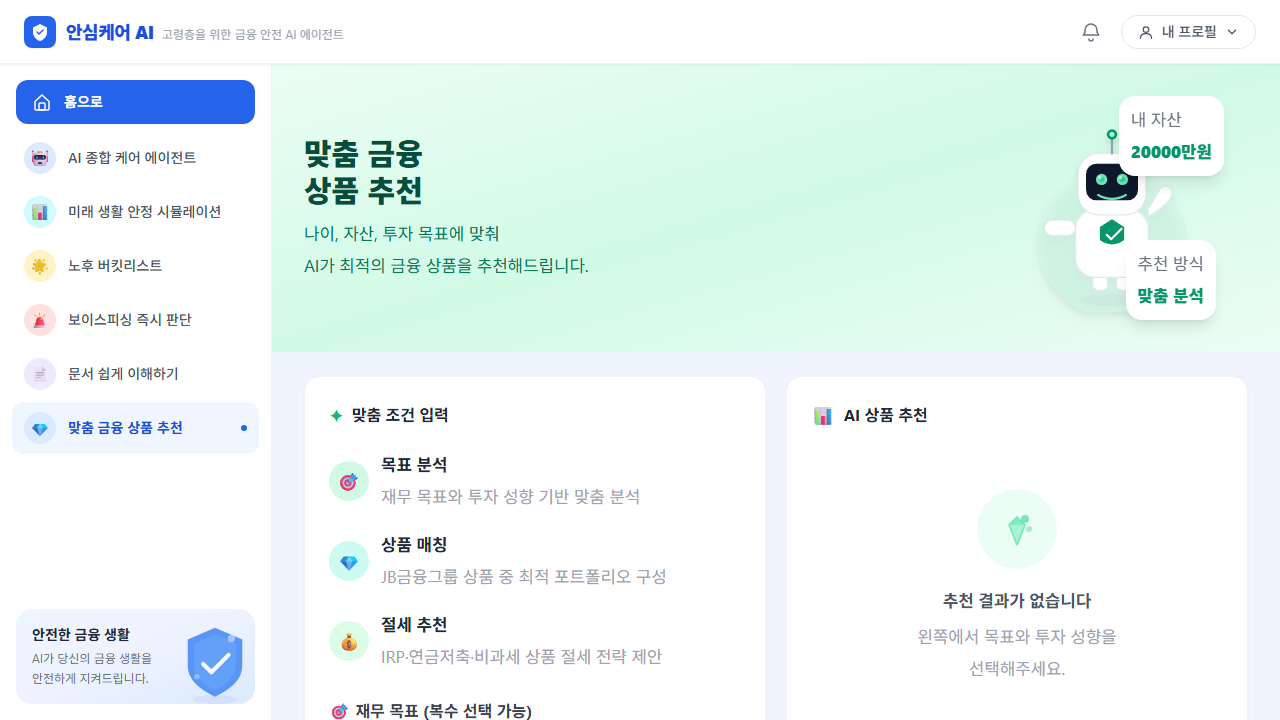 안심케어 AI
고령층을 위한 금융 안전 AI 에이전트
내 프로필
홈으로
AI 종합 케어 에이전트
미래 생활 안정 시뮬레이션
노후 버킷리스트
보이스피싱 즉시 판단
문서 쉽게 이해하기
맞춤 금융 상품 추천
안전한 금융 생활
AI가 당신의 금융 생활을
안전하게 지켜드립니다.
맞춤 금융
상품 추천
나이, 자산, 투자 목표에 맞춰
AI가 최적의 금융 상품을 추천해드립니다.
내 자산
20000만원
추천 방식
맞춤 분석
맞춤 조건 입력
목표 분석
재무 목표와 투자 성향 기반 맞춤 분석
상품 매칭
JB금융그룹 상품 중 최적 포트폴리오 구성
절세 추천
IRP·연금저축·비과세 상품 절세 전략 제안
재무 목표 (복수 선택 가능)
AI 상품 추천
추천 결과가 없습니다
왼쪽에서 목표와 투자 성향을
선택해주세요.